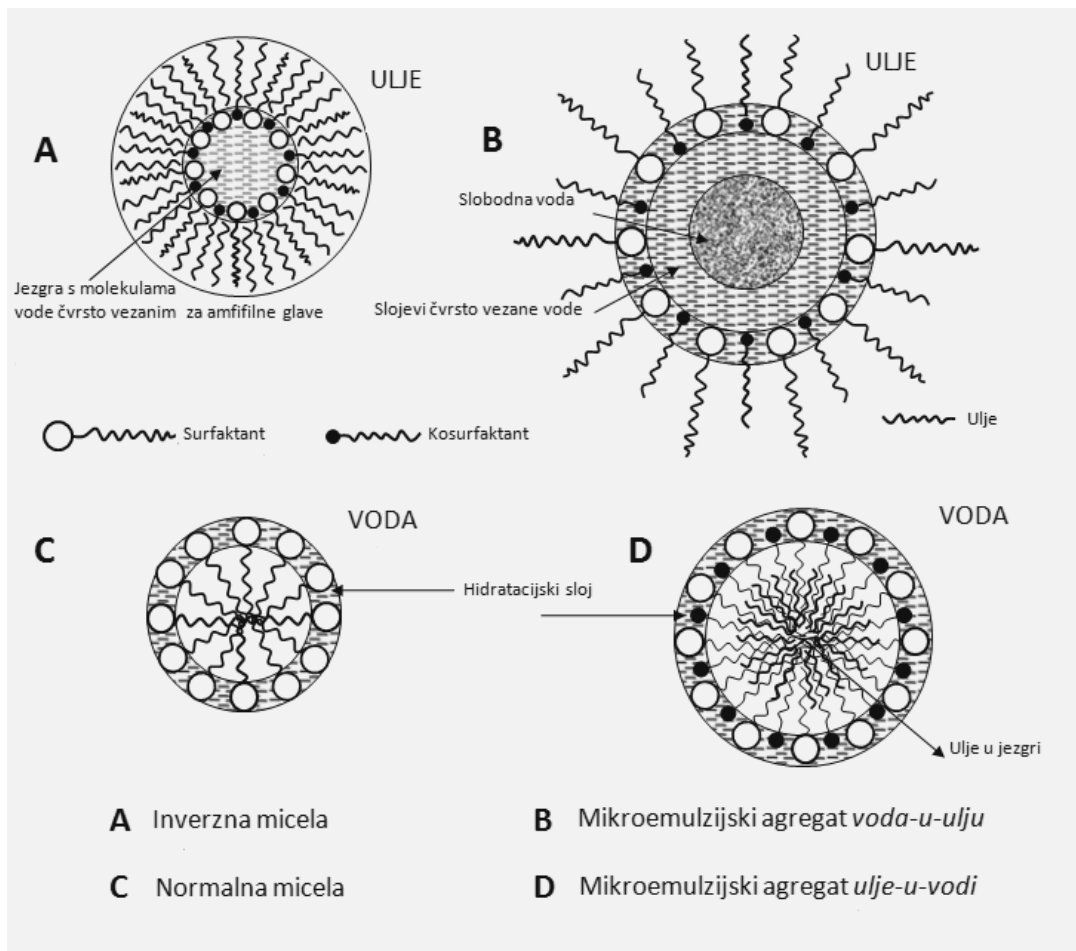 ULJE
ULJE
A
B
Slobodna voda
Jezgra s molekulama
vode čvrsto vezanim za amfifilne glave
Slojevi čvrsto vezane vode
Surfaktant
Kosurfaktant
Ulje
VODA
VODA
C
D
Hidratacijski sloj
Ulje u jezgri
A Inverzna micela
B Mikroemulzijski agregat voda-u-ulju
C Normalna micela
D Mikroemulzijski agregat ulje-u-vodi